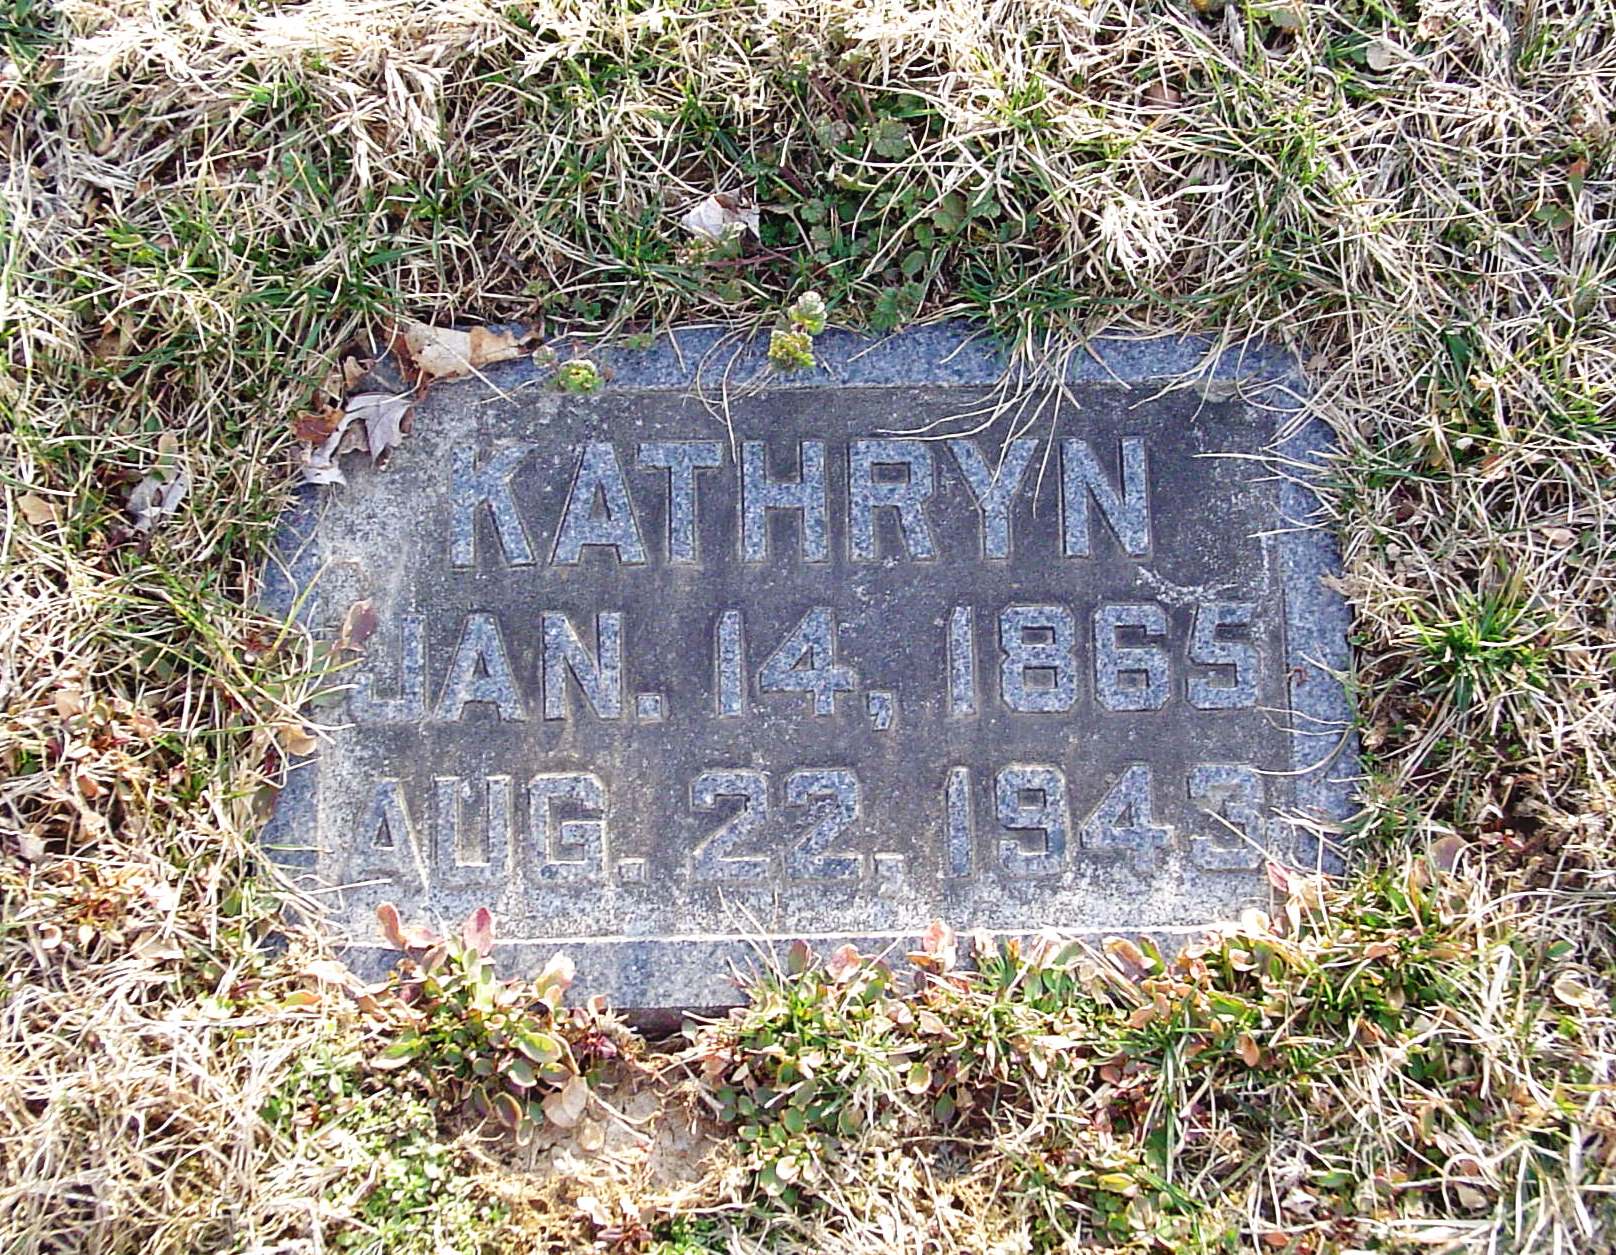 KATHRYN
JAN. 14, 1865
AUG. 22. 1943